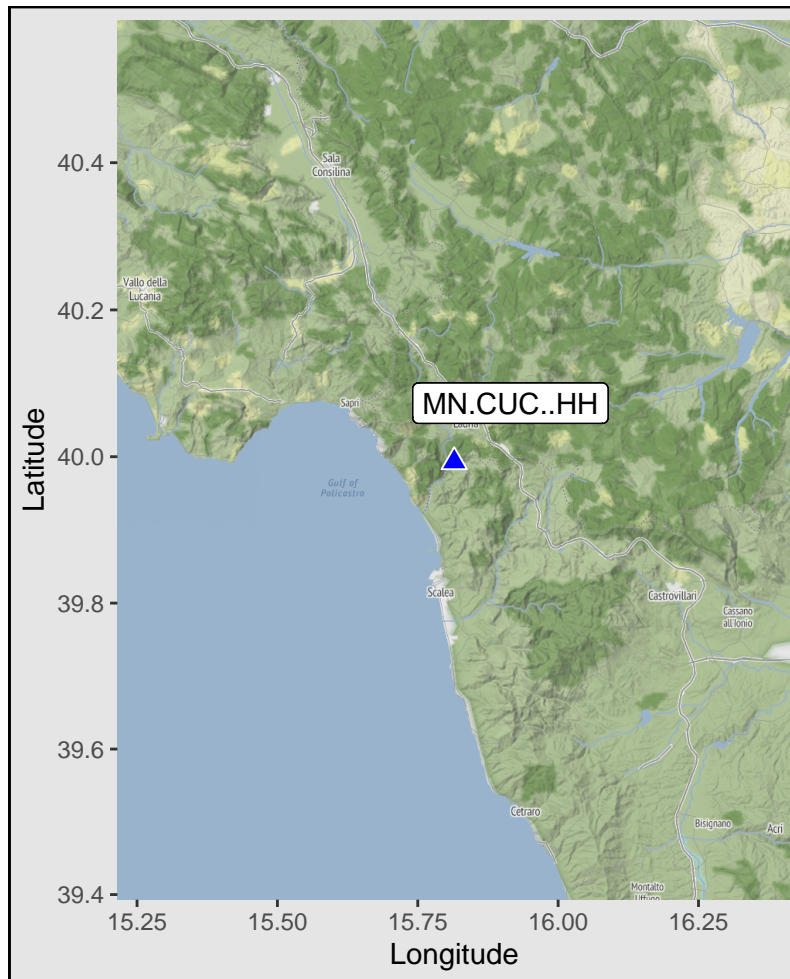 40.4
40.2
40.0
39.8
39.6
39.4
Latitude
Sala
Consilina
Vallo della
Lucania
MN.CUC..HH
Sapri
Lauria
Gulf of
Policastro
Scalea
Castrovillari
Cassano
all'Ionio
Cetraro
Bisignano
Acri
Montalto
Uffugo
15.25
15.50
15.75
16.00
16.25
Longitude